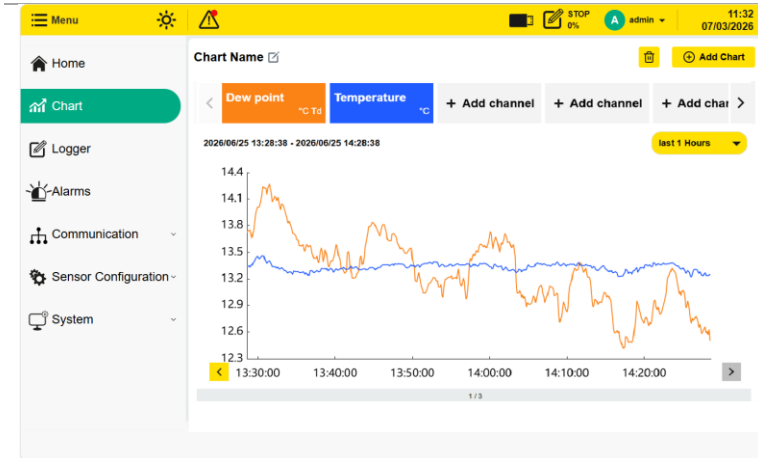 Menu
STOP
0%
A admin
11:32
07/03/2026
Home
Chart
Logger
Alarms
Communication
Sensor Configuration
System
Chart Name
+ Add Chart
Dew point
°C Td
Temperature
°C
+ Add channel
+ Add channel
+ Add char
2026/06/25 13:28:38 - 2026/06/25 14:28:38
last 1 Hours
14.4
14.1
13.8
13.5
13.2
12.9
12.6
12.3
13:30:00 13:40:00 13:50:00 14:00:00 14:10:00 14:20:00
1 / 3